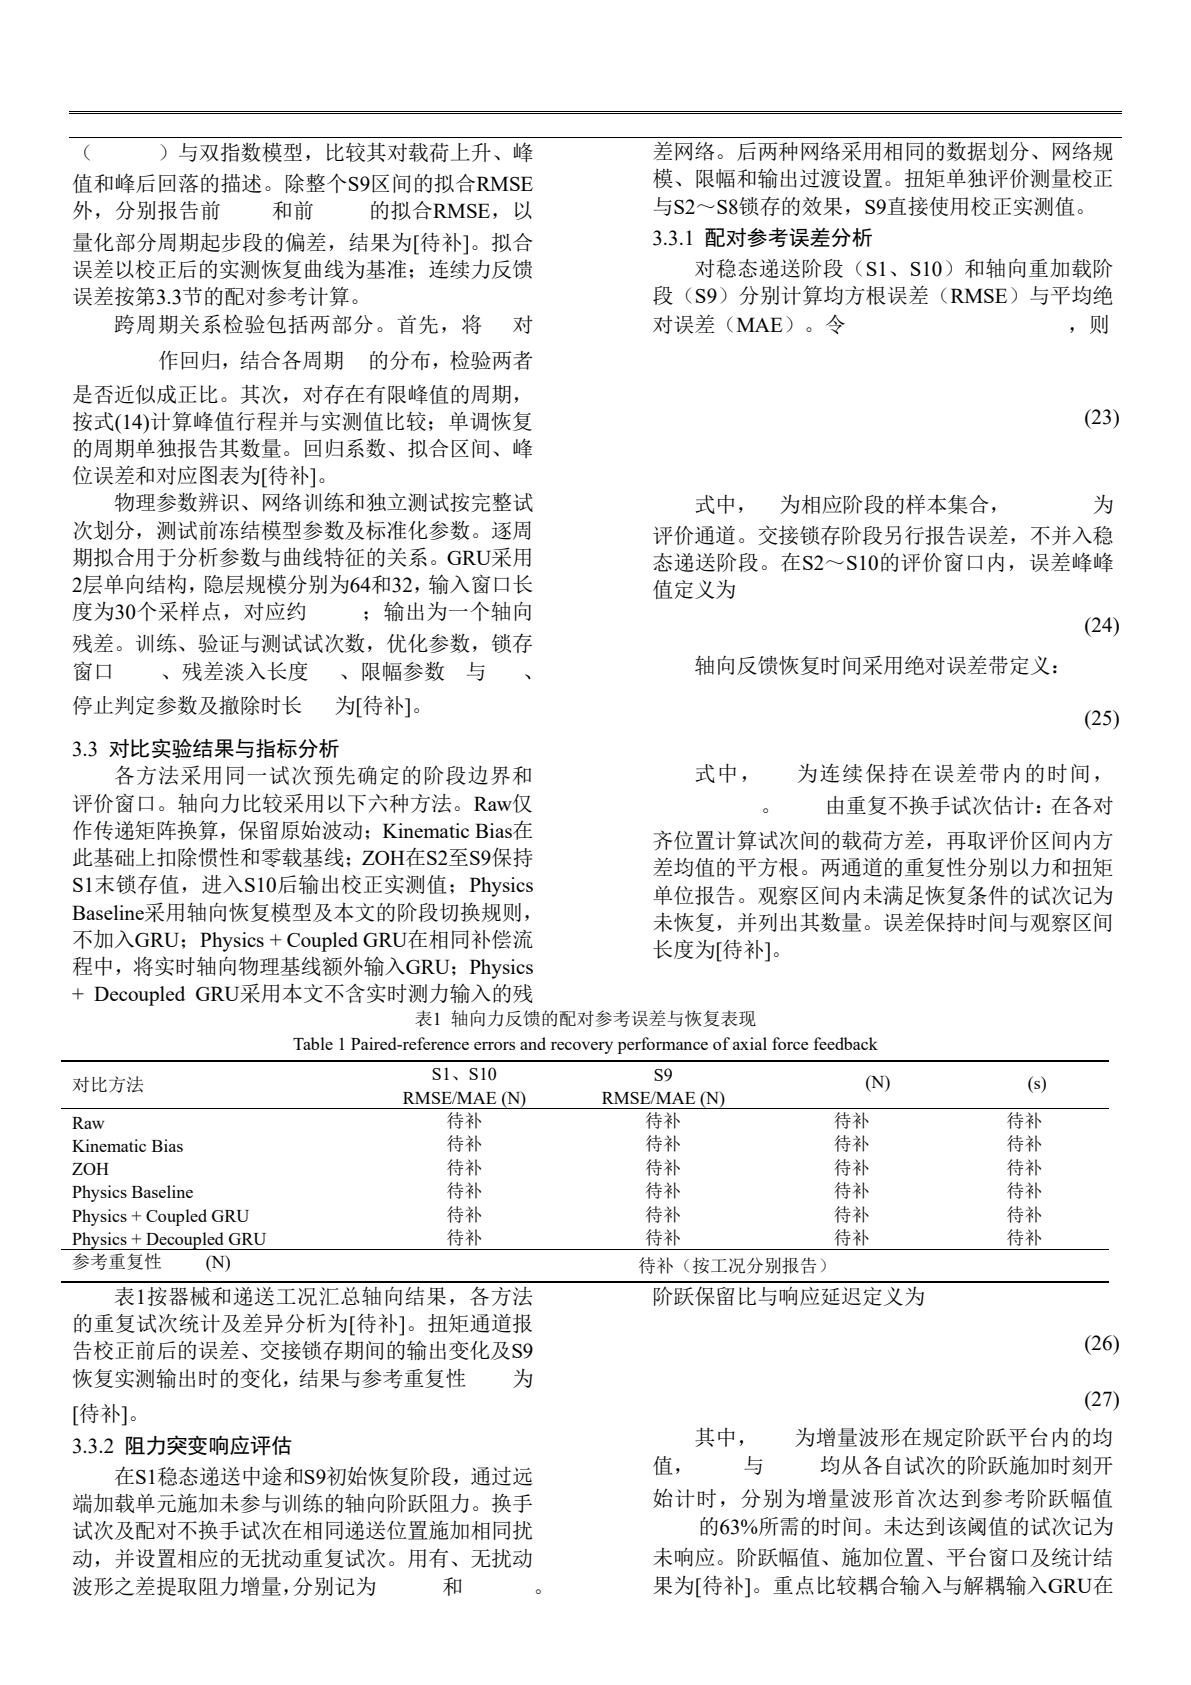 （　　　）与双指数模型，比较其对载荷上升、峰
值和峰后回落的描述。除整个S9区间的拟合RMSE
外，分别报告前　　和前　　的拟合RMSE，以
量化部分周期起步段的偏差，结果为[待补]。拟合
误差以校正后的实测恢复曲线为基准；连续力反馈
误差按第3.3节的配对参考计算。
跨周期关系检验包括两部分。首先，将　对
作回归，结合各周期　的分布，检验两者
是否近似成正比。其次，对存在有限峰值的周期，
按式(14)计算峰值行程并与实测值比较；单调恢复
的周期单独报告其数量。回归系数、拟合区间、峰
位误差和对应图表为[待补]。
物理参数辨识、网络训练和独立测试按完整试
次划分，测试前冻结模型参数及标准化参数。逐周
期拟合用于分析参数与曲线特征的关系。GRU采用
2层单向结构，隐层规模分别为64和32，输入窗口长
度为30个采样点，对应约　　；输出为一个轴向
残差。训练、验证与测试试次数，优化参数，锁存
窗口　　、残差淡入长度　、限幅参数　与　、
停止判定参数及撤除时长　为[待补]。
3.3 对比实验结果与指标分析
各方法采用同一试次预先确定的阶段边界和
评价窗口。轴向力比较采用以下六种方法。Raw仅
作传递矩阵换算，保留原始波动；Kinematic Bias在
此基础上扣除惯性和零载基线；ZOH在S2至S9保持
S1末锁存值，进入S10后输出校正实测值；Physics
Baseline采用轴向恢复模型及本文的阶段切换规则，
不加入GRU；Physics + Coupled GRU在相同补偿流
程中，将实时轴向物理基线额外输入GRU；Physics
+ Decoupled GRU采用本文不含实时测力输入的残
差网络。后两种网络采用相同的数据划分、网络规
模、限幅和输出过渡设置。扭矩单独评价测量校正
与S2～S8锁存的效果，S9直接使用校正实测值。
3.3.1 配对参考误差分析
对稳态递送阶段（S1、S10）和轴向重加载阶
段（S9）分别计算均方根误差（RMSE）与平均绝
对误差（MAE）。令　　　　　　　，则
(23)
式中，　为相应阶段的样本集合，　　　为
评价通道。交接锁存阶段另行报告误差，不并入稳
态递送阶段。在S2～S10的评价窗口内，误差峰峰
值定义为
(24)
轴向反馈恢复时间采用绝对误差带定义：
(25)
式中，　为连续保持在误差带内的时间，
。　　由重复不换手试次估计：在各对
齐位置计算试次间的载荷方差，再取评价区间内方
差均值的平方根。两通道的重复性分别以力和扭矩
单位报告。观察区间内未满足恢复条件的试次记为
未恢复，并列出其数量。误差保持时间与观察区间
长度为[待补]。
表1 轴向力反馈的配对参考误差与恢复表现
Table 1 Paired-reference errors and recovery performance of axial force feedback
对比方法　S1、S10 RMSE/MAE (N)　S9 RMSE/MAE (N)　(N)　(s)
Raw　待补　待补　待补　待补
Kinematic Bias　待补　待补　待补　待补
ZOH　待补　待补　待补　待补
Physics Baseline　待补　待补　待补　待补
Physics + Coupled GRU　待补　待补　待补　待补
Physics + Decoupled GRU　待补　待补　待补　待补
参考重复性　　(N)　待补（按工况分别报告）
表1按器械和递送工况汇总轴向结果，各方法
的重复试次统计及差异分析为[待补]。扭矩通道报
告校正前后的误差、交接锁存期间的输出变化及S9
恢复实测输出时的变化，结果与参考重复性　　为
[待补]。
3.3.2 阻力突变响应评估
在S1稳态递送中途和S9初始恢复阶段，通过远
端加载单元施加未参与训练的轴向阶跃阻力。换手
试次及配对不换手试次在相同递送位置施加相同扰
动，并设置相应的无扰动重复试次。用有、无扰动
波形之差提取阻力增量，分别记为　　　和　　　。
阶跃保留比与响应延迟定义为
(26)
(27)
其中，　　为增量波形在规定阶跃平台内的均
值，　　与　　均从各自试次的阶跃施加时刻开
始计时，分别为增量波形首次达到参考阶跃幅值
的63%所需的时间。未达到该阈值的试次记为
未响应。阶跃幅值、施加位置、平台窗口及统计结
果为[待补]。重点比较耦合输入与解耦输入GRU在